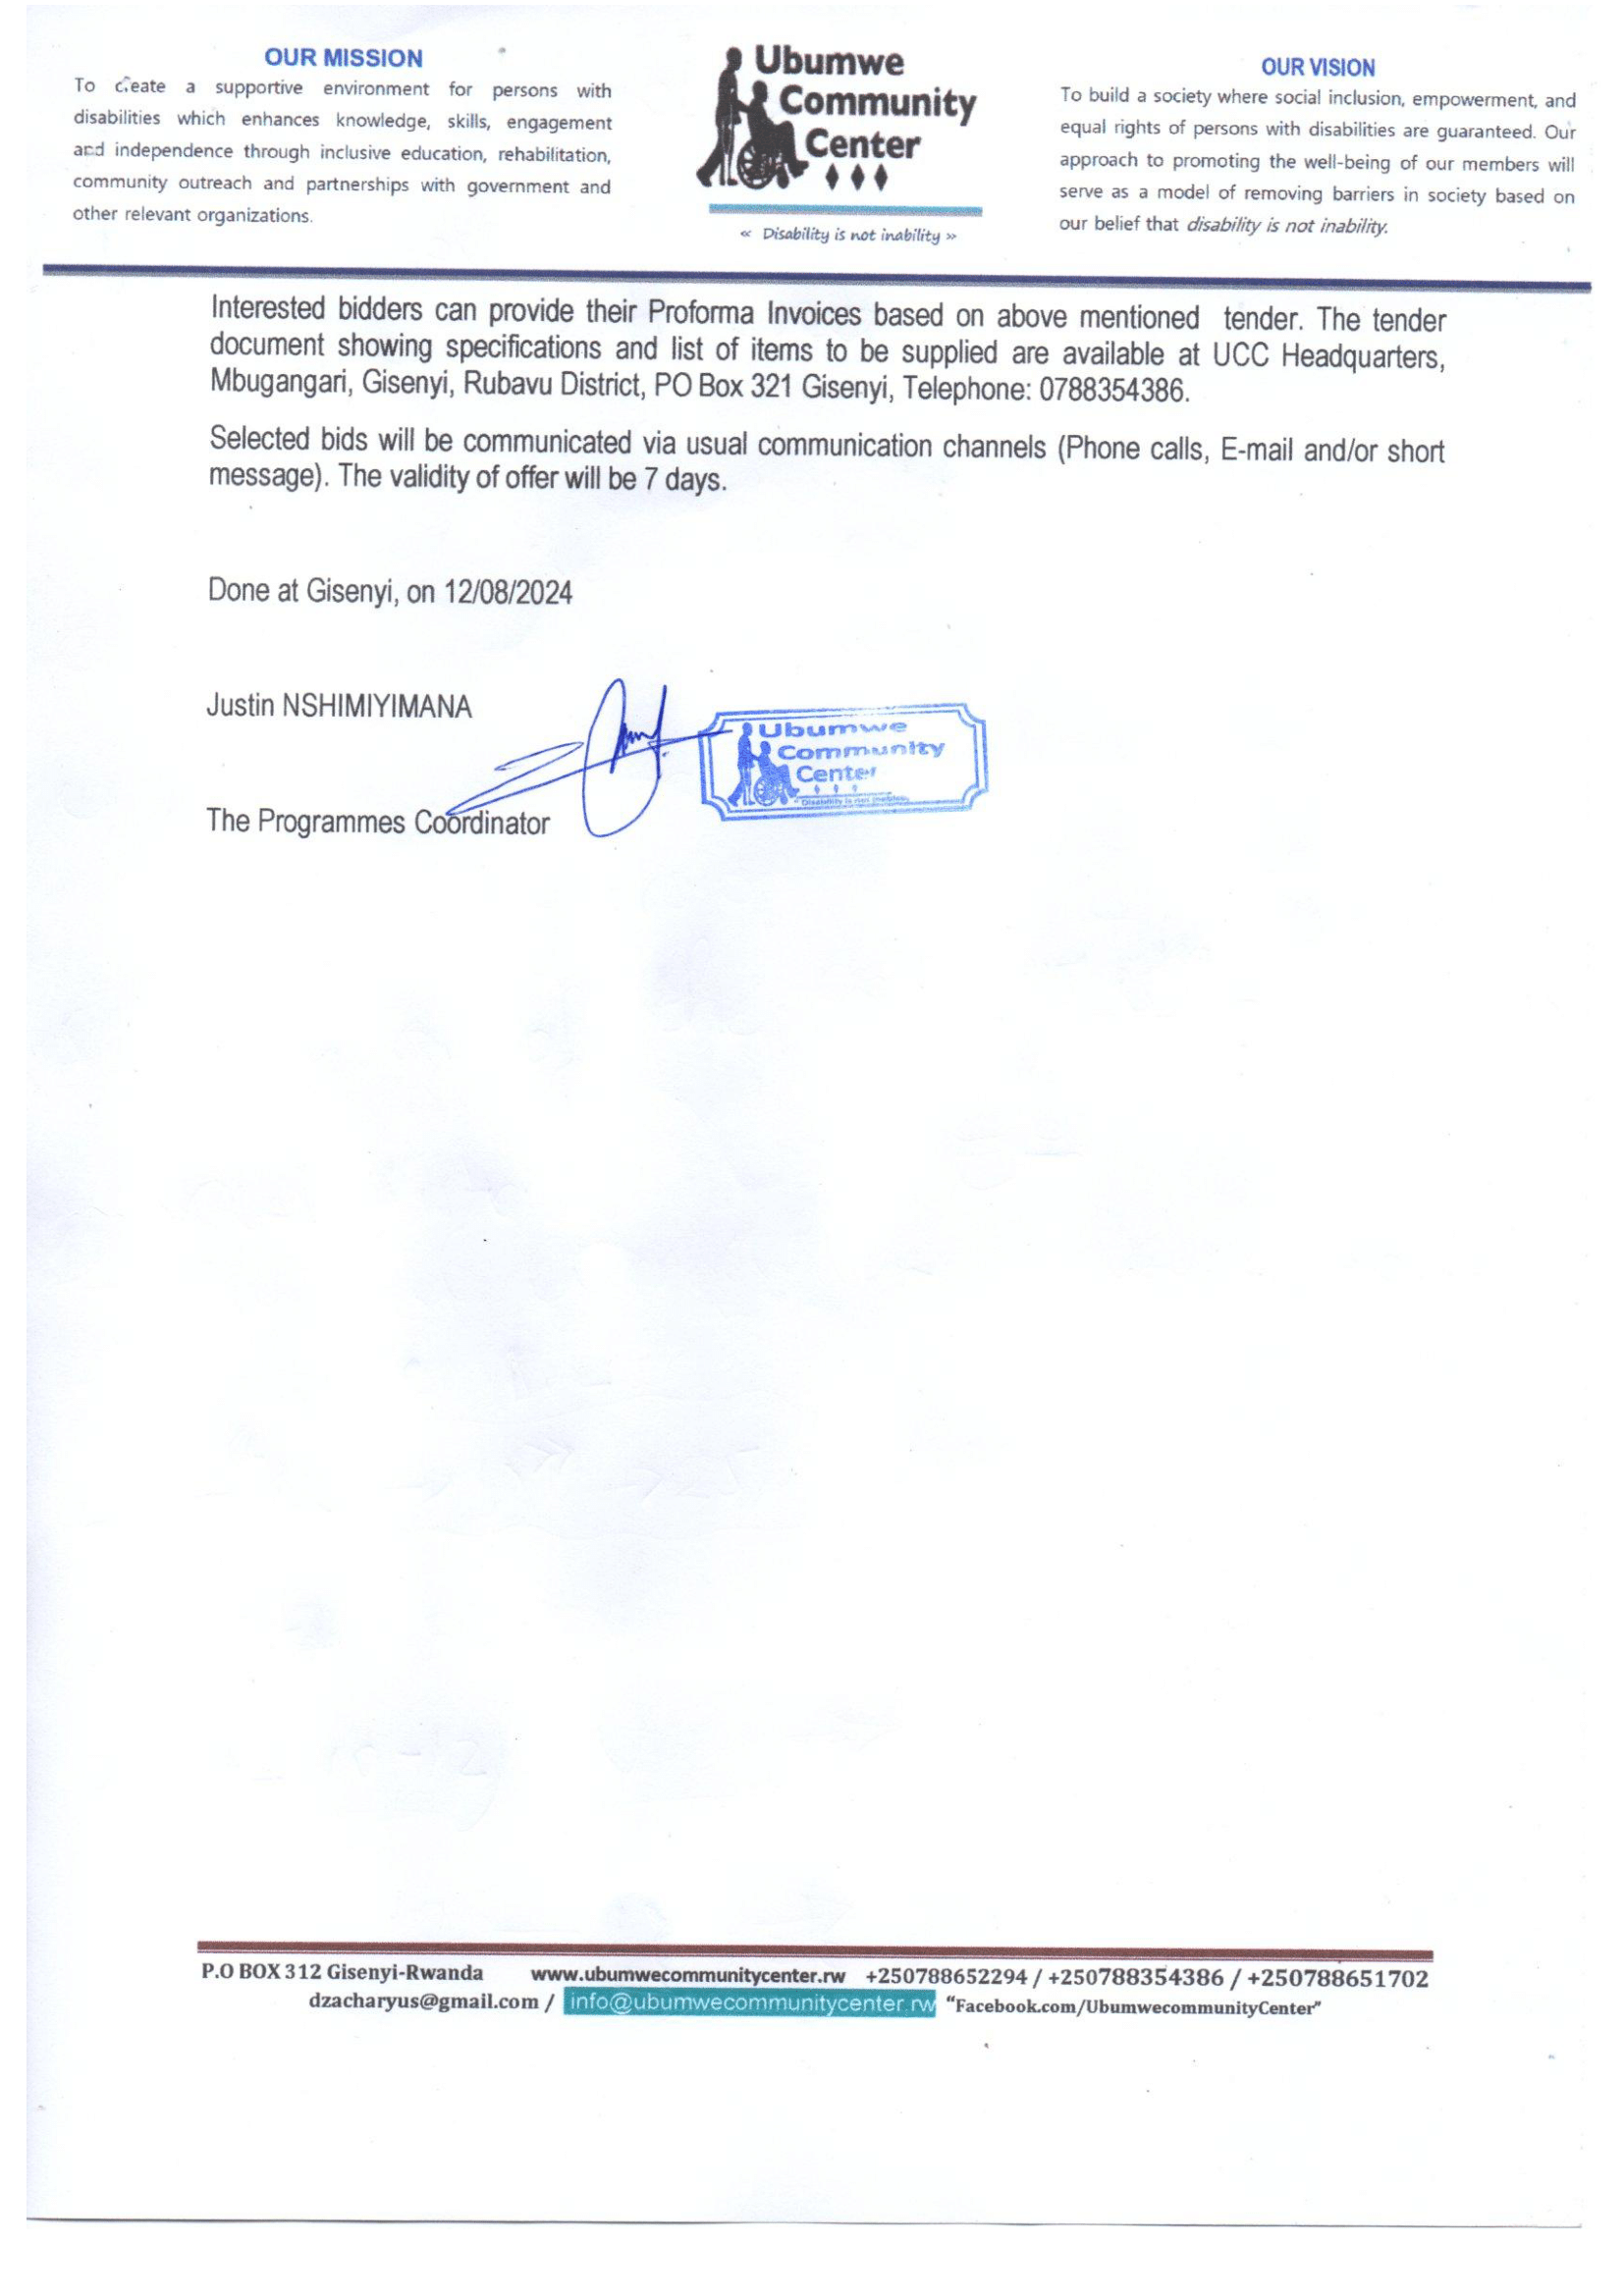 OUR MISSION
To create a supportive environment for persons with
disabilities which enhances knowledge, skills, engagement
and independence through inclusive education, rehabilitation,
community outreach and partnerships with government and
other relevant organizations.
Ubumwe
Community
Center
« Disability is not inability »
OUR VISION
To build a society where social inclusion, empowerment, and
equal rights of persons with disabilities are guaranteed. Our
approach to promoting the well-being of our members will
serve as a model of removing barriers in society based on
our belief that disability is not inability.
Interested bidders can provide their Proforma Invoices based on above mentioned tender. The tender
document showing specifications and list of items to be supplied are available at UCC Headquarters,
Mbugangari, Gisenyi, Rubavu District, PO Box 321 Gisenyi, Telephone: 0788354386.
Selected bids will be communicated via usual communication channels (Phone calls, E-mail and/or short
message). The validity of offer will be 7 days.
Done at Gisenyi, on 12/08/2024
Justin NSHIMIYIMANA
Ubumwe
Community
Center
Disability is not
The Programmes Coordinator
P.O BOX 312 Gisenyi-Rwanda www.ubumwecommunitycenter.rw +250788652294 / +250788354386 / +250788651702
dzacharyus@gmail.com / info@ubumwecommunitycenter.rw "Facebook.com/UbumwecommunityCenter"